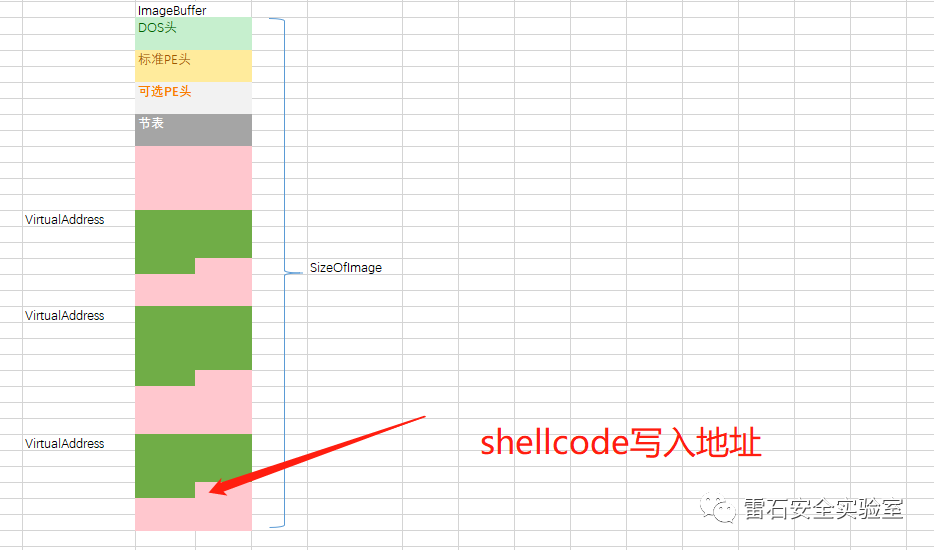 ImageBuffer
DOS头
标准PE头
可选PE头
节表
VirtualAddress
SizeOfImage
VirtualAddress
VirtualAddress
shellcode写入地址
雷石安全实验室